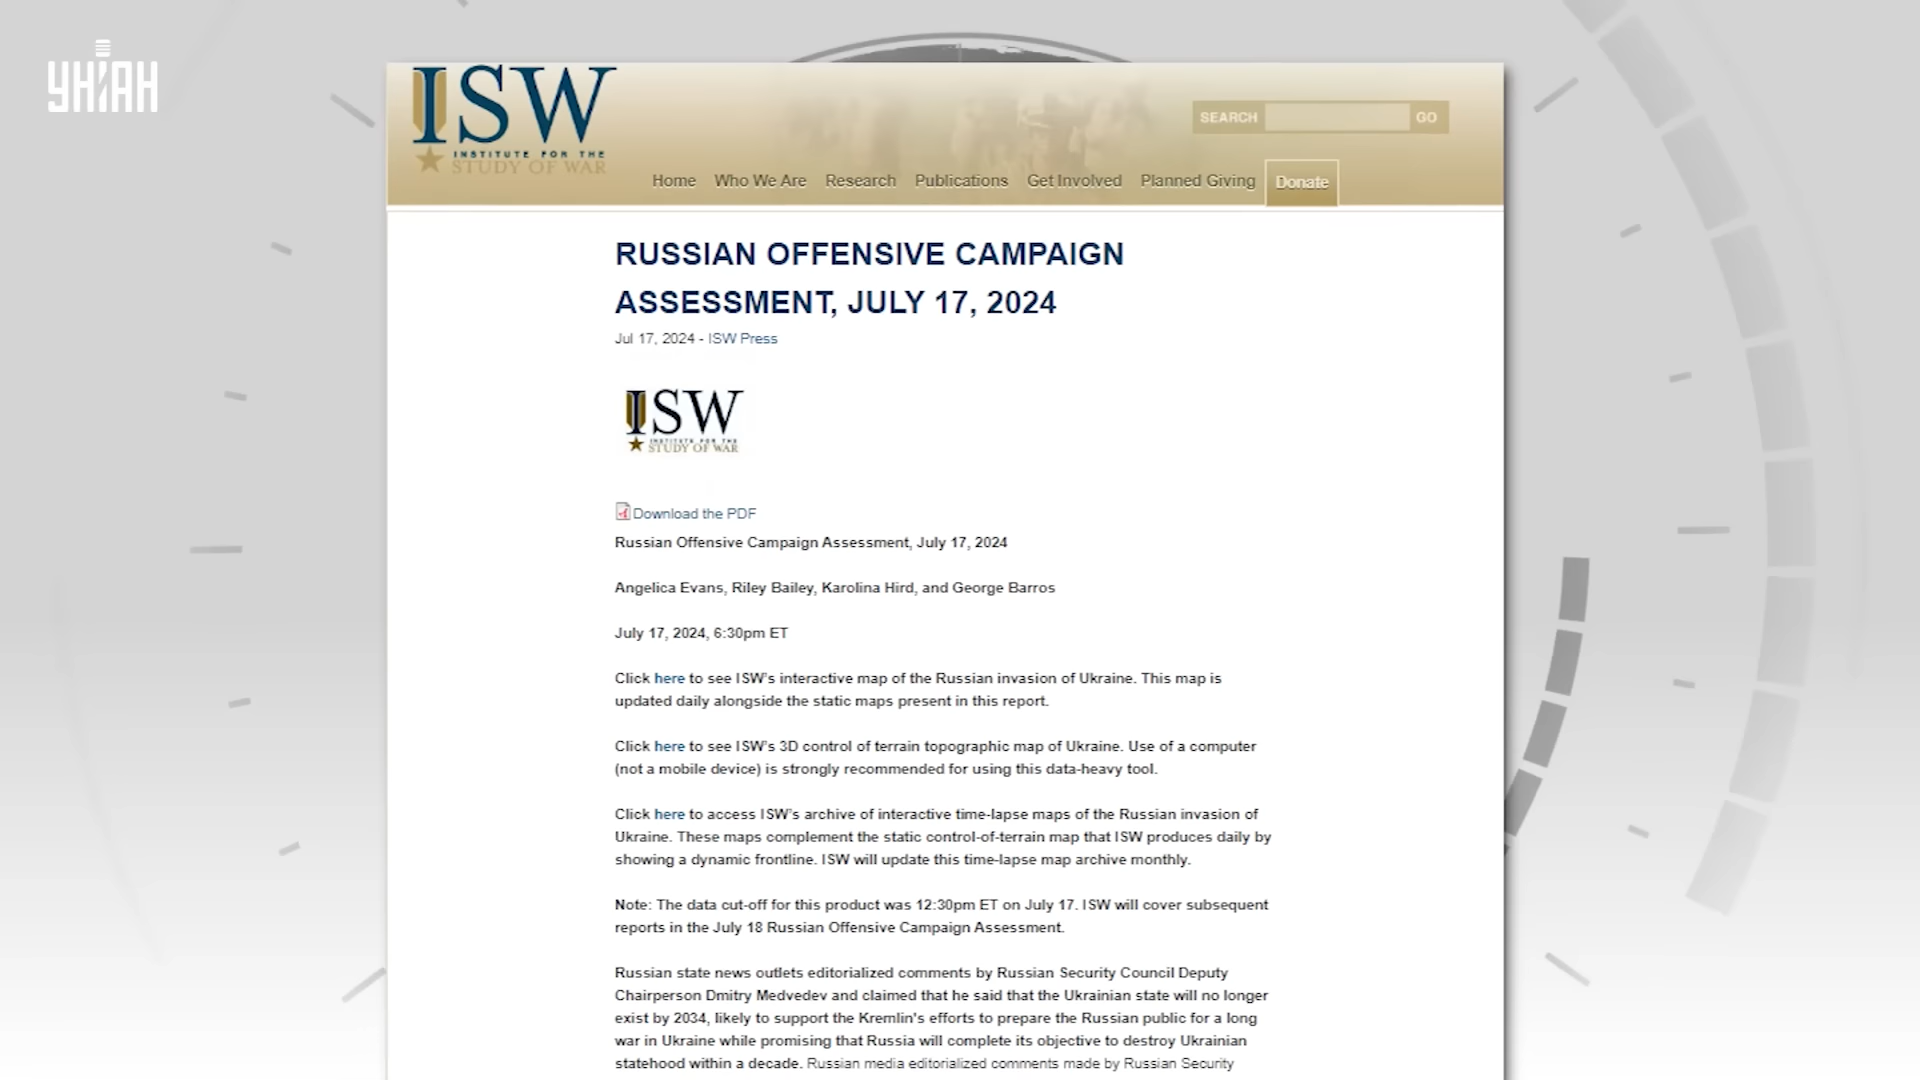 УНІАН
ISW
INSTITUTE FOR THE
STUDY OF WAR
SEARCH GO
Home Who We Are Research Publications Get Involved Planned Giving Donate
RUSSIAN OFFENSIVE CAMPAIGN
ASSESSMENT, JULY 17, 2024
Jul 17, 2024 - ISW Press
ISW
INSTITUTE FOR THE
STUDY OF WAR
Download the PDF
Russian Offensive Campaign Assessment, July 17, 2024
Angelica Evans, Riley Bailey, Karolina Hird, and George Barros
July 17, 2024, 6:30pm ET
Click here to see ISW's interactive map of the Russian invasion of Ukraine. This map is
updated daily alongside the static maps present in this report.
Click here to see ISW's 3D control of terrain topographic map of Ukraine. Use of a computer
(not a mobile device) is strongly recommended for using this data-heavy tool.
Click here to access ISW's archive of interactive time-lapse maps of the Russian invasion of
Ukraine. These maps complement the static control-of-terrain map that ISW produces daily by
showing a dynamic frontline. ISW will update this time-lapse map archive monthly.
Note: The data cut-off for this product was 12:30pm ET on July 17. ISW will cover subsequent
reports in the July 18 Russian Offensive Campaign Assessment.
Russian state news outlets editorialized comments by Russian Security Council Deputy
Chairperson Dmitry Medvedev and claimed that he said that the Ukrainian state will no longer
exist by 2034, likely to support the Kremlin's efforts to prepare the Russian public for a long
war in Ukraine while promising that Russia will complete its objective to destroy Ukrainian
statehood within a decade. Russian media editorialized comments made by Russian Security